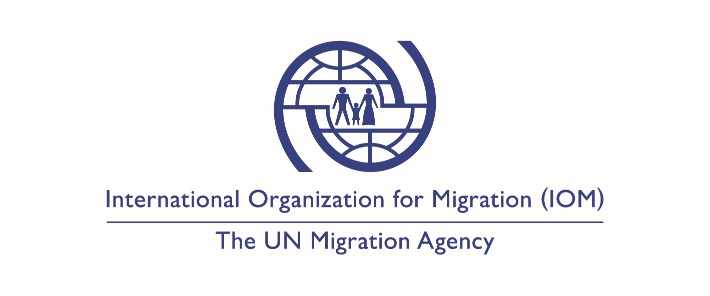 International Organization for Migration (IOM)
The UN Migration Agency